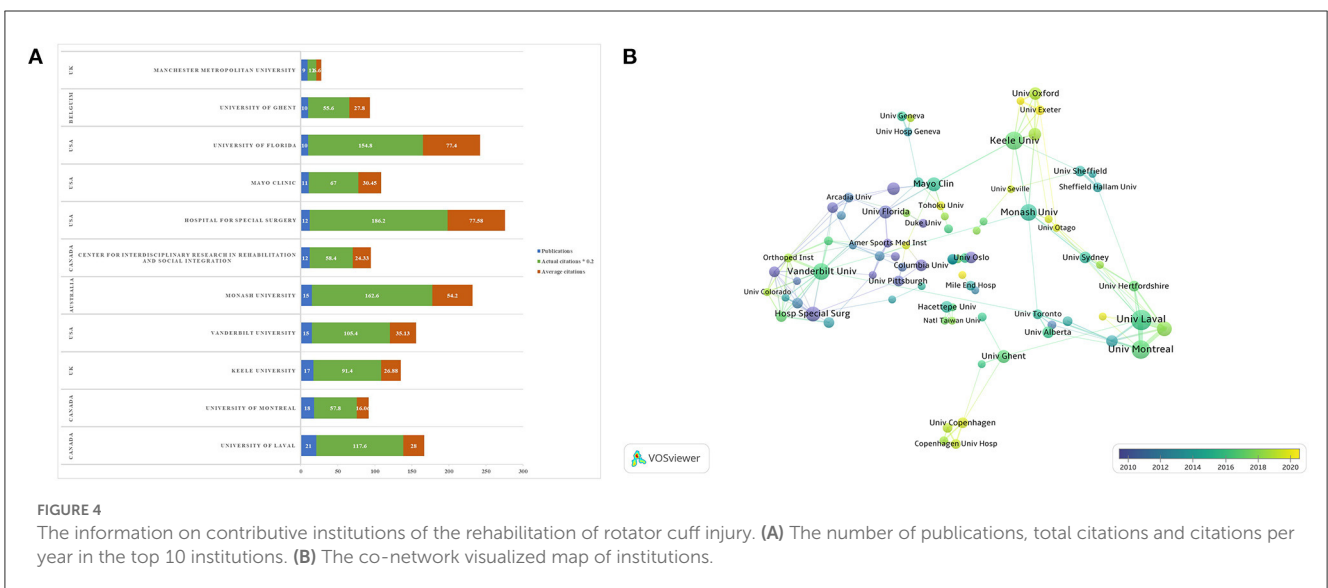 A
UK
MANCHESTER METROPOLITAN UNIVERSITY
9
BELGUIM
UNIVERSITY OF GHENT
10 55.6 27.8
USA
UNIVERSITY OF FLORIDA
10 154.8 77.4
USA
MAYO CLINIC
11 67 30.45
USA
HOSPITAL FOR SPECIAL SURGERY
12 186.2 77.58
CANADA
CENTER FOR INTERDISCIPLINARY RESEARCH IN REHABILITATION
AND SOCIAL INTEGRATION
12 58.4 24.33
AUSTRALIA
MONASH UNIVERSITY
15 162.6 54.2
USA
VANDERBILT UNIVERSITY
15 105.4 35.13
UK
KEELE UNIVERSITY
17 91.4 26.88
CANADA
UNIVERSITY OF MONTREAL
18 57.8 16.06
CANADA
UNIVERSITY OF LAVAL
21 117.6 28
0 50 100 150 200 250 300
Publications
Actual citations * 0.2
Average citations
B
Univ Oxford
Univ Exeter
Univ Geneva
Univ Hosp Geneva
Keele Univ
Univ Sheffield
Sheffield Hallam Univ
Mayo Clin
Univ Seville
Arcadia Univ
Tohoku Univ
Univ Florida
Monash Univ
Duke Univ
Univ Otago
Amer Sports Med Inst
Orthoped Inst
Univ Oslo
Univ Sydney
Columbia Univ
Vanderbilt Univ
Univ Pittsburgh
Mile End Hosp
Univ Hertfordshire
Univ Colorado
Hacettepe Univ
Hosp Special Surg
Univ Toronto
Univ Laval
Natl Taiwan Univ
Univ Alberta
Univ Montreal
Univ Ghent
Univ Copenhagen
Copenhagen Univ Hosp
VOSviewer
2010 2012 2014 2016 2018 2020
FIGURE 4
The information on contributive institutions of the rehabilitation of rotator cuff injury. (A) The number of publications, total citations and citations per
year in the top 10 institutions. (B) The co-network visualized map of institutions.